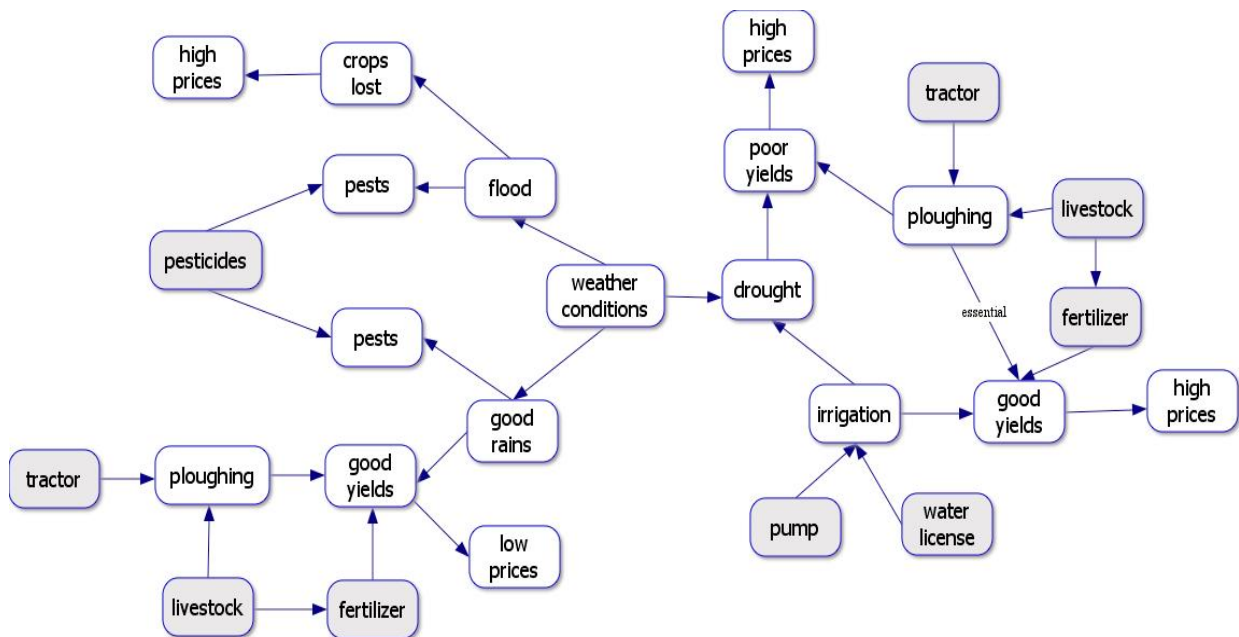 high
prices
crops
lost
high
prices
tractor
pests
flood
poor
yields
ploughing
livestock
pesticides
weather
conditions
drought
essential
fertilizer
pests
good
rains
irrigation
good
yields
high
prices
tractor
ploughing
good
yields
pump
water
license
low
prices
livestock
fertilizer